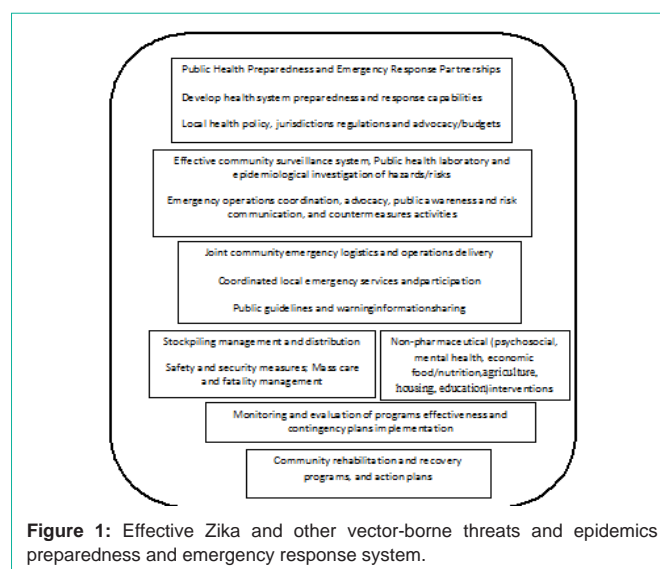 Public Health Preparedness and Emergency Response Partnerships
Develop health system preparedness and response capabilities
Local health policy, jurisdictions regulations and advocacy/budgets
Effective community surveillance system, Public health laboratory and
epidemiological investigation of hazards/risks
Emergency operations coordination, advocacy, public awareness and risk
communication, and countermeasures activities
Joint community emergency logistics and operations delivery
Coordinated local emergency services and participation
Public guidelines and warning information sharing
Stockpiling management and distribution
Safety and security measures; Mass care
and fatality management
Non-pharmaceutical (psychosocial,
mental health, economic
food/nutrition,agriculture,
housing, education)interventions
Monitoring and evaluation of programs effectiveness and
contingency plans implementation
Community rehabilitation and recovery
programs, and action plans
Figure 1: Effective Zika and other vector-borne threats and epidemics
preparedness and emergency response system.